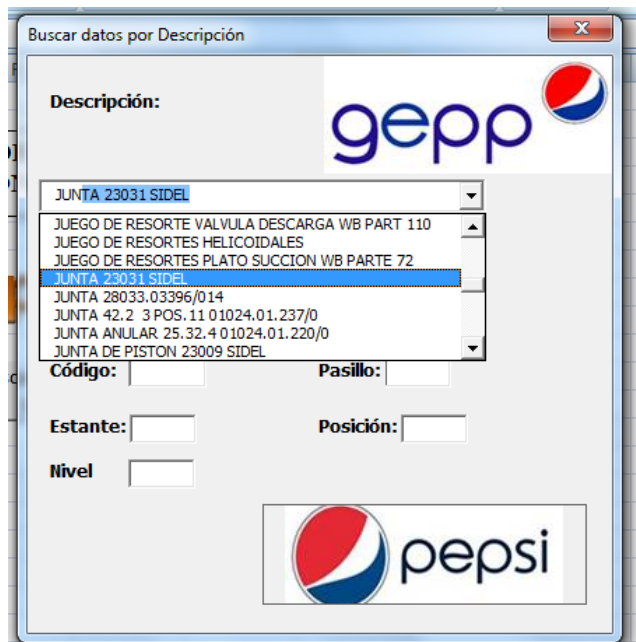 Buscar datos por Descripción
Descripción:
gepp
JUNTA 23031 SIDEL
JUEGO DE RESORTE VALVULA DESCARGA WB PART 110
JUEGO DE RESORTES HELICOIDALES
JUEGO DE RESORTES PLATO SUCCION WB PARTE 72
JUNTA 23031 SIDEL
JUNTA 28033.03396/014
JUNTA 42.2 3 POS.11 01024.01.237/0
JUNTA ANULAR 25.32.4 01024.01.220/0
JUNTA DE PISTON 23009 SIDEL
Código: Pasillo:
Estante: Posición:
Nivel
pepsi